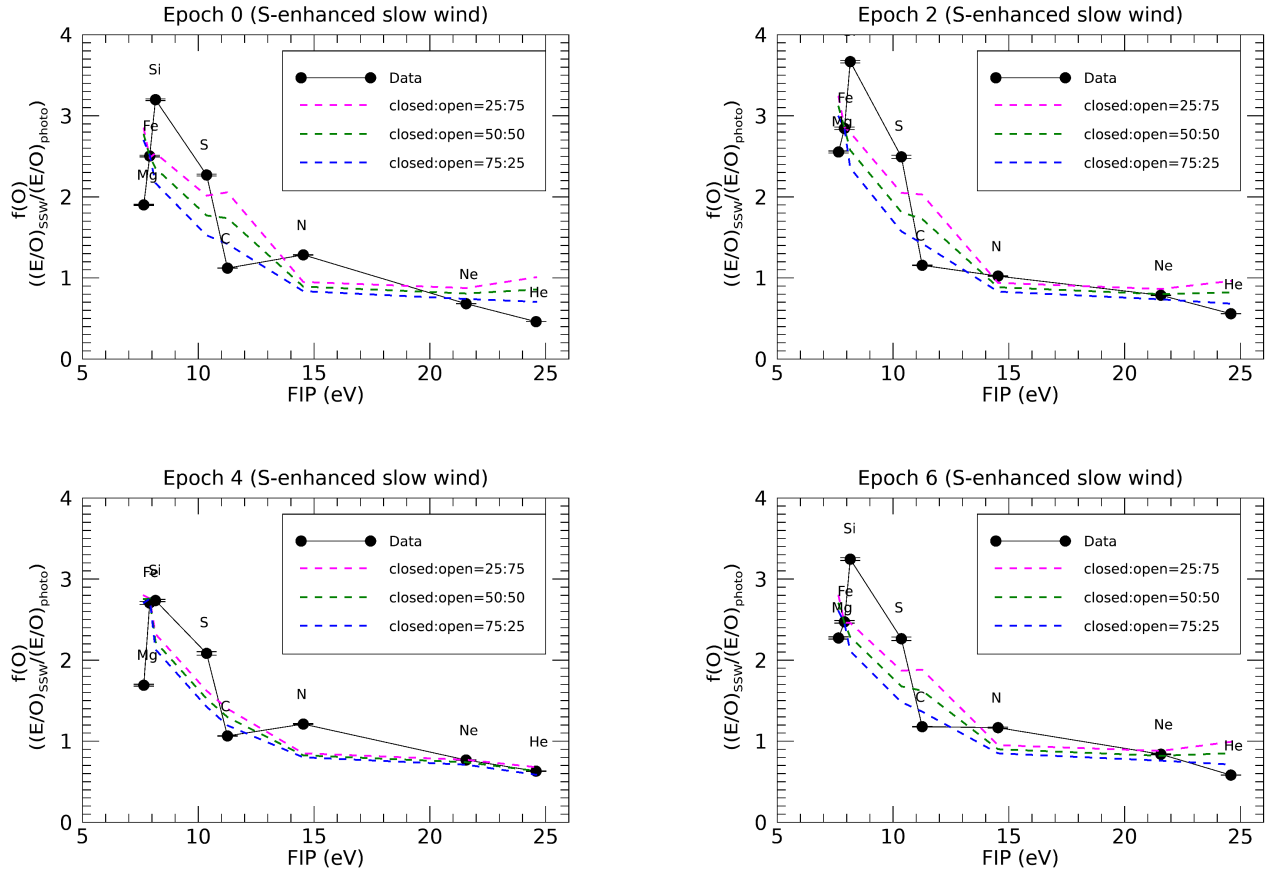 Epoch 0 (S-enhanced slow wind)
4
3
2
1
0
5
10
15
20
25
FIP (eV)
f(O)
((E/O)SSW/(E/O)photo)
Si
Fe
Mg
S
C
N
Ne
He
Data
closed:open=25:75
closed:open=50:50
closed:open=75:25
Epoch 2 (S-enhanced slow wind)
4
3
2
1
0
5
10
15
20
25
FIP (eV)
f(O)
((E/O)SSW/(E/O)photo)
Fe
Mg
S
C
N
Ne
He
Data
closed:open=25:75
closed:open=50:50
closed:open=75:25
Epoch 4 (S-enhanced slow wind)
4
3
2
1
0
5
10
15
20
25
FIP (eV)
f(O)
((E/O)SSW/(E/O)photo)
Fe
Si
Mg
S
C
N
Ne
He
Data
closed:open=25:75
closed:open=50:50
closed:open=75:25
Epoch 6 (S-enhanced slow wind)
4
3
2
1
0
5
10
15
20
25
FIP (eV)
f(O)
((E/O)SSW/(E/O)photo)
Si
Fe
Mg
S
C
N
Ne
He
Data
closed:open=25:75
closed:open=50:50
closed:open=75:25